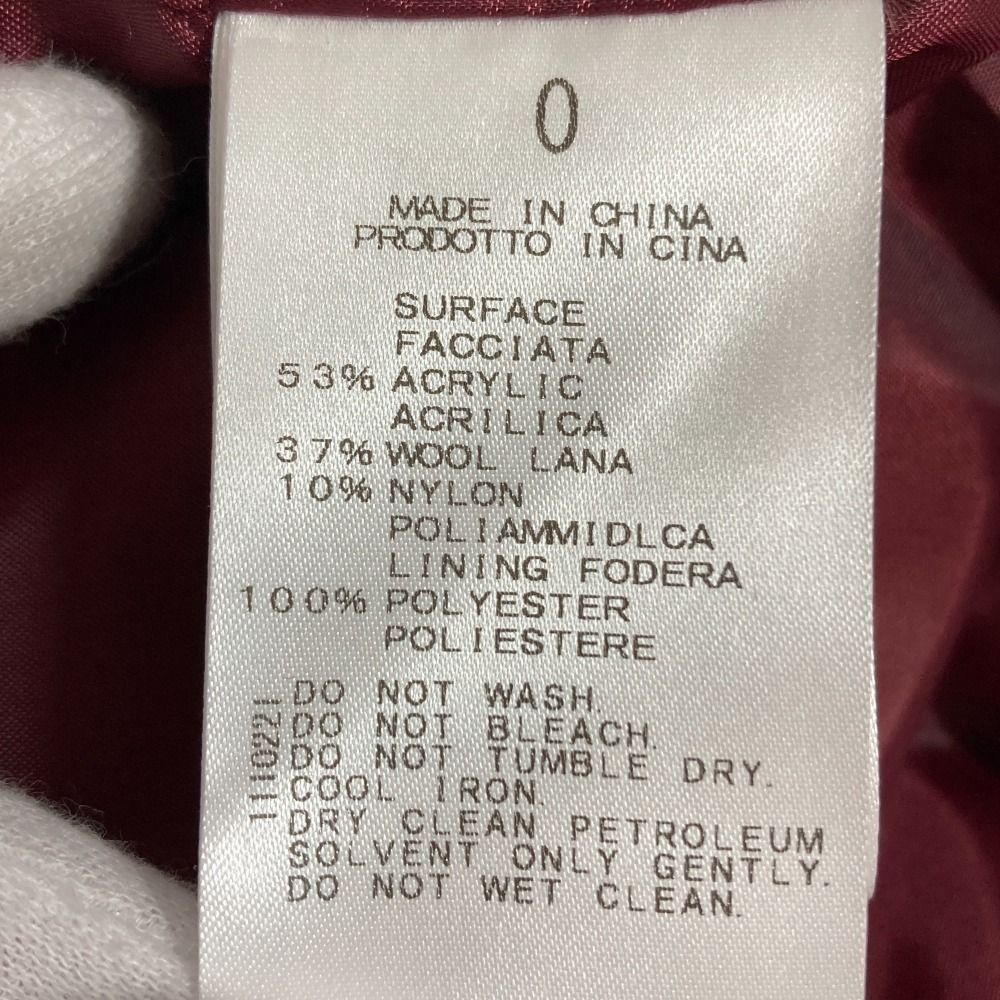 0
MADE IN CHINA
PRODOTTO IN CINA
SURFACE
FACCIATA
53% ACRYLIC
ACRILICA
37% WOOL LANA
10% NYLON
POLIAMMIDLCA
LINING FODERA
100% POLYESTER
POLIESTERE
DO NOT WASH.
DO NOT BLEACH.
DO NOT TUMBLE DRY.
COOL IRON.
DRY CLEAN PETROLEUM
SOLVENT ONLY GENTLY.
DO NOT WET CLEAN.
1110221